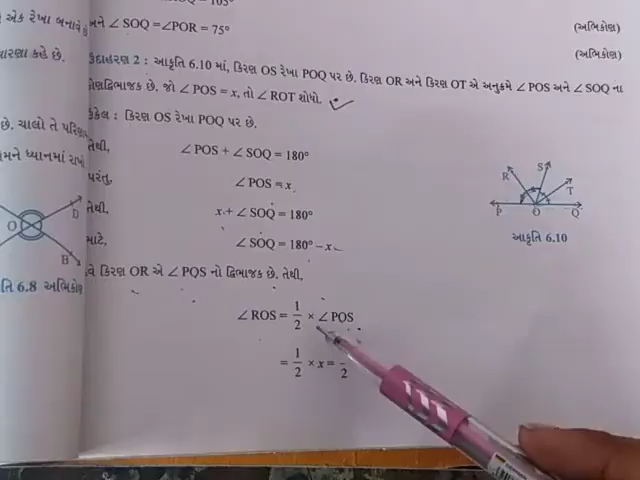 એક રેખા બનાવે
ારણા કહે છે.
છે. ચાલો તે પરિણા
મને ધ્યાનમાં રાખ
O D
B
તિ 6.8 અભિકોણ
અને ∠ SOQ = ∠POR = 75° (અભિકોણ)
(અભિકોણ)
ઉદાહરણ 2 : આકૃતિ 6.10 માં, કિરણ OS રેખા POQ પર છે. કિરણ OR અને કિરણ OT એ અનુક્રમે ∠ POS અને ∠ SOQ ના
કોણદ્વિભાજક છે. જો ∠ POS = x, તો ∠ ROT શોધો.
ઉકેલ : કિરણ OS રેખા POQ પર છે.
તેથી, ∠ POS + ∠ SOQ = 180°
પરંતુ, ∠ POS = x
તેથી, x + ∠ SOQ = 180°
માટે, ∠ SOQ = 180° – x
વે કિરણ OR એ ∠ POS નો દ્વિભાજક છે. તેથી,
∠ ROS = 1/2 × ∠ POS
= 1/2 × x = /2
R S T
P O Q
આકૃતિ 6.10